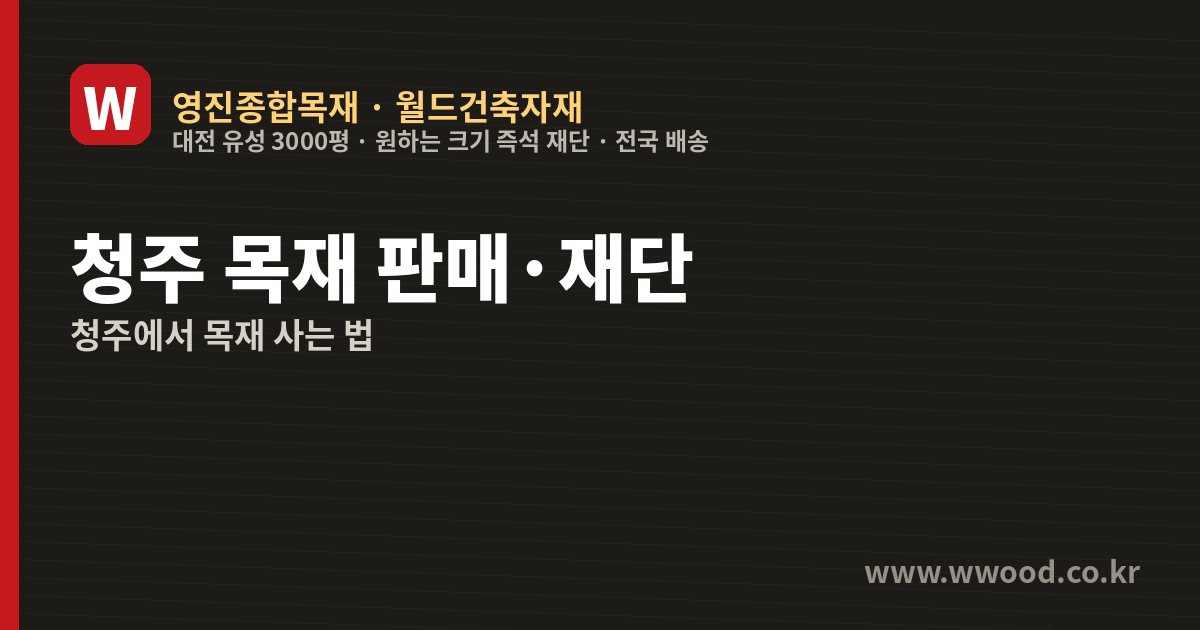 W
영진종합목재 · 월드건축자재
대전 유성 3000평 · 원하는 크기 즉석 재단 · 전국 배송
청주 목재 판매·재단
청주에서 목재 사는 법
www.wwood.co.kr